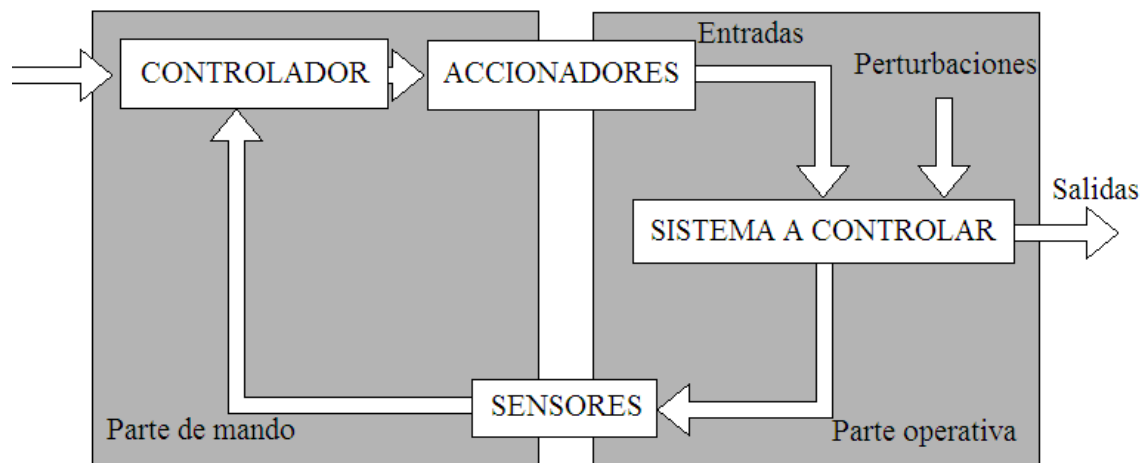 Entradas
Perturbaciones
CONTROLADOR
ACCIONADORES
Salidas
SISTEMA A CONTROLAR
SENSORES
Parte de mando
Parte operativa